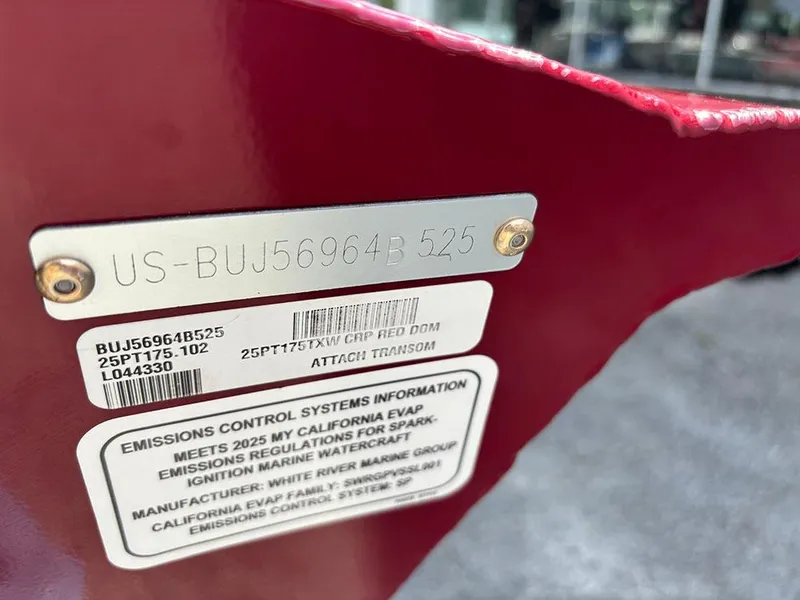 US-BUJ56964B 525
BUJ56964B525
25PT175.102
L044330
25PT175TXW CRP RED DOM
ATTACH TRANSOM
EMISSIONS CONTROL SYSTEMS INFORMATION
MEETS 2025 MY CALIFORNIA EVAP
EMISSIONS REGULATIONS FOR SPARK-
IGNITION MARINE WATERCRAFT
MANUFACTURER: WHITE RIVER MARINE GROUP
CALIFORNIA EVAP FAMILY: SWRGPVSSL001
EMISSIONS CONTROL SYSTEM: SP